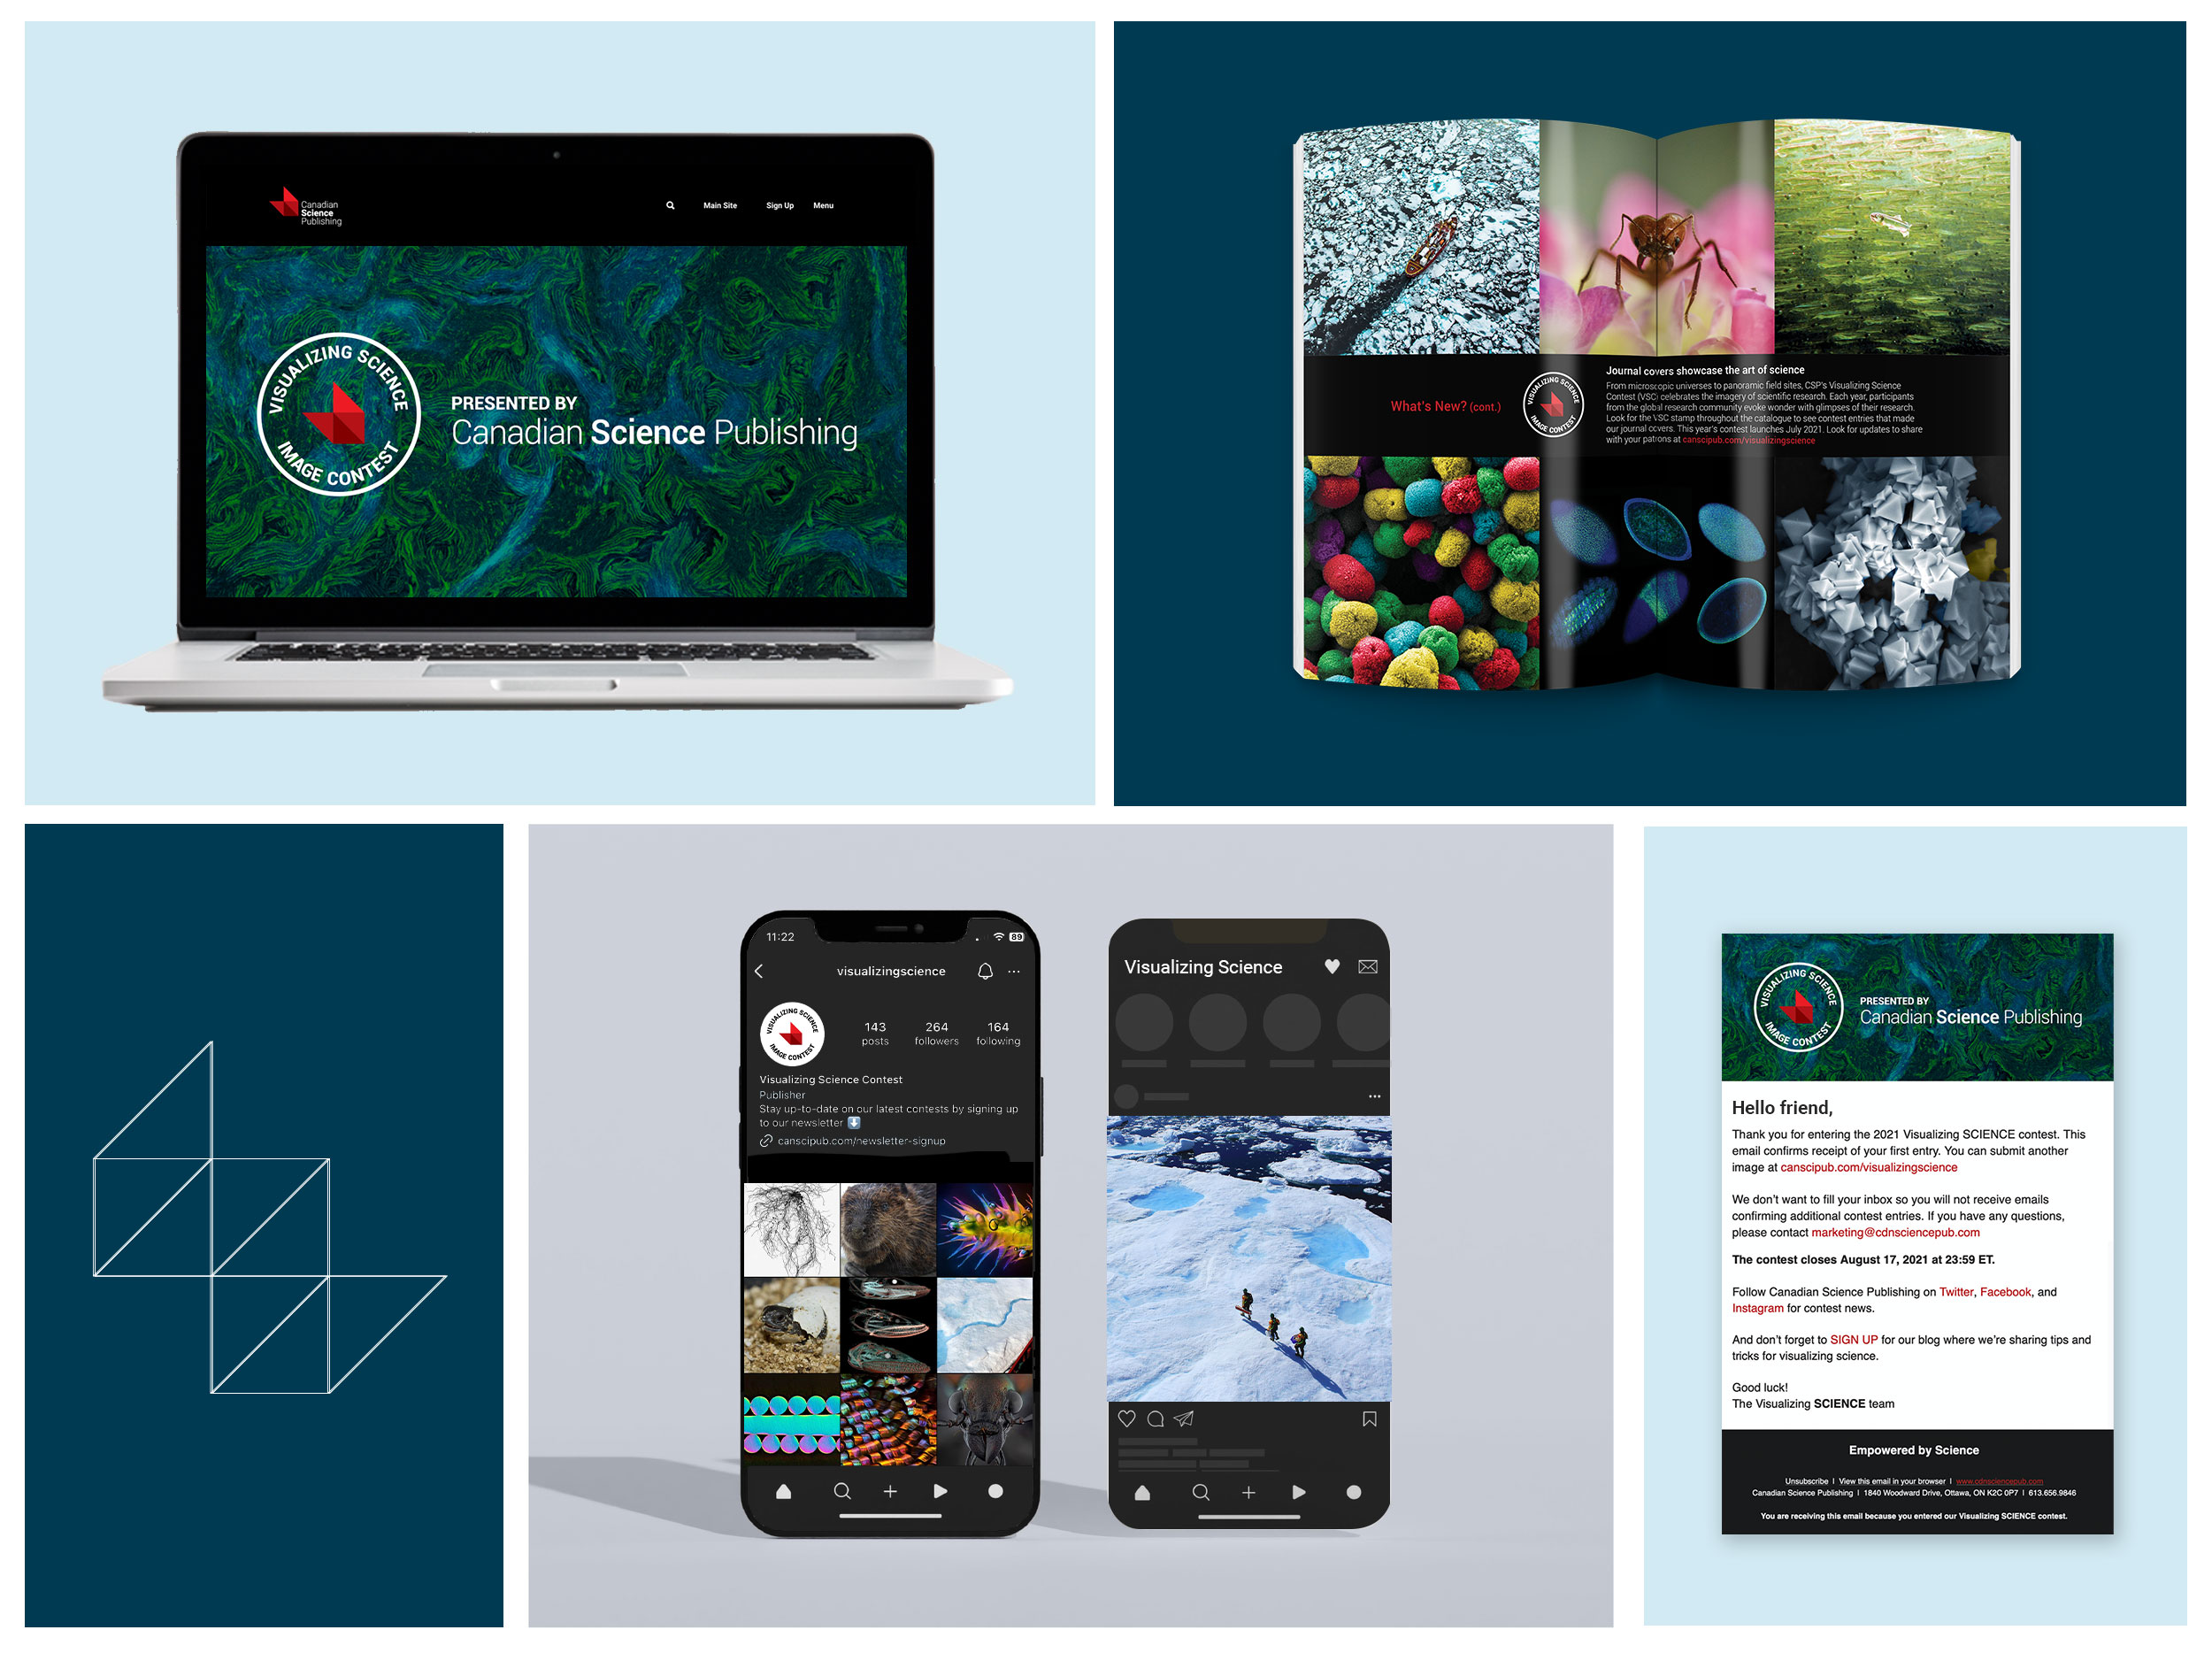 Canadian
Science
Publishing
Main Site
Sign Up
Menu
VISUALIZING SCIENCE
IMAGE CONTEST
PRESENTED BY
Canadian Science Publishing
What's New? (cont.)
VISUALIZING SCIENCE
IMAGE CONTEST
Journal covers showcase the art of science
From microscopic universes to panoramic field sites, CSP's Visualizing Science
Contest (VSC) celebrates the imagery of scientific research. Each year, participants
from the global research community evoke wonder with glimpses of their research.
Look for the VSC stamp throughout the catalogue to see contest entries that made
our journal covers. This year's contest launches July 2021. Look for updates to share
with your patrons at canscipub.com/visualizingscience
11:22
89
visualizingscience
VISUALIZING SCIENCE
IMAGE CONTEST
143
posts
264
followers
164
following
Visualizing Science Contest
Publisher
Stay up-to-date on our latest contests by signing up
to our newsletter ⬇️
canscipub.com/newsletter-signup
Visualizing Science
VISUALIZING SCIENCE
IMAGE CONTEST
PRESENTED BY
Canadian Science Publishing
Hello friend,
Thank you for entering the 2021 Visualizing SCIENCE contest. This
email confirms receipt of your first entry. You can submit another
image at canscipub.com/visualizingscience
We don't want to fill your inbox so you will not receive emails
confirming additional contest entries. If you have any questions,
please contact marketing@cdnsciencepub.com
The contest closes August 17, 2021 at 23:59 ET.
Follow Canadian Science Publishing on Twitter, Facebook, and
Instagram for contest news.
And don't forget to SIGN UP for our blog where we're sharing tips and
tricks for visualizing science.
Good luck!
The Visualizing SCIENCE team
Empowered by Science
Unsubscribe I View this email in your browser I www.cdnsciencepub.com
Canadian Science Publishing I 1840 Woodward Drive, Ottawa, ON K2C 0P7 I 613.656.9846
You are receiving this email because you entered our Visualizing SCIENCE contest.